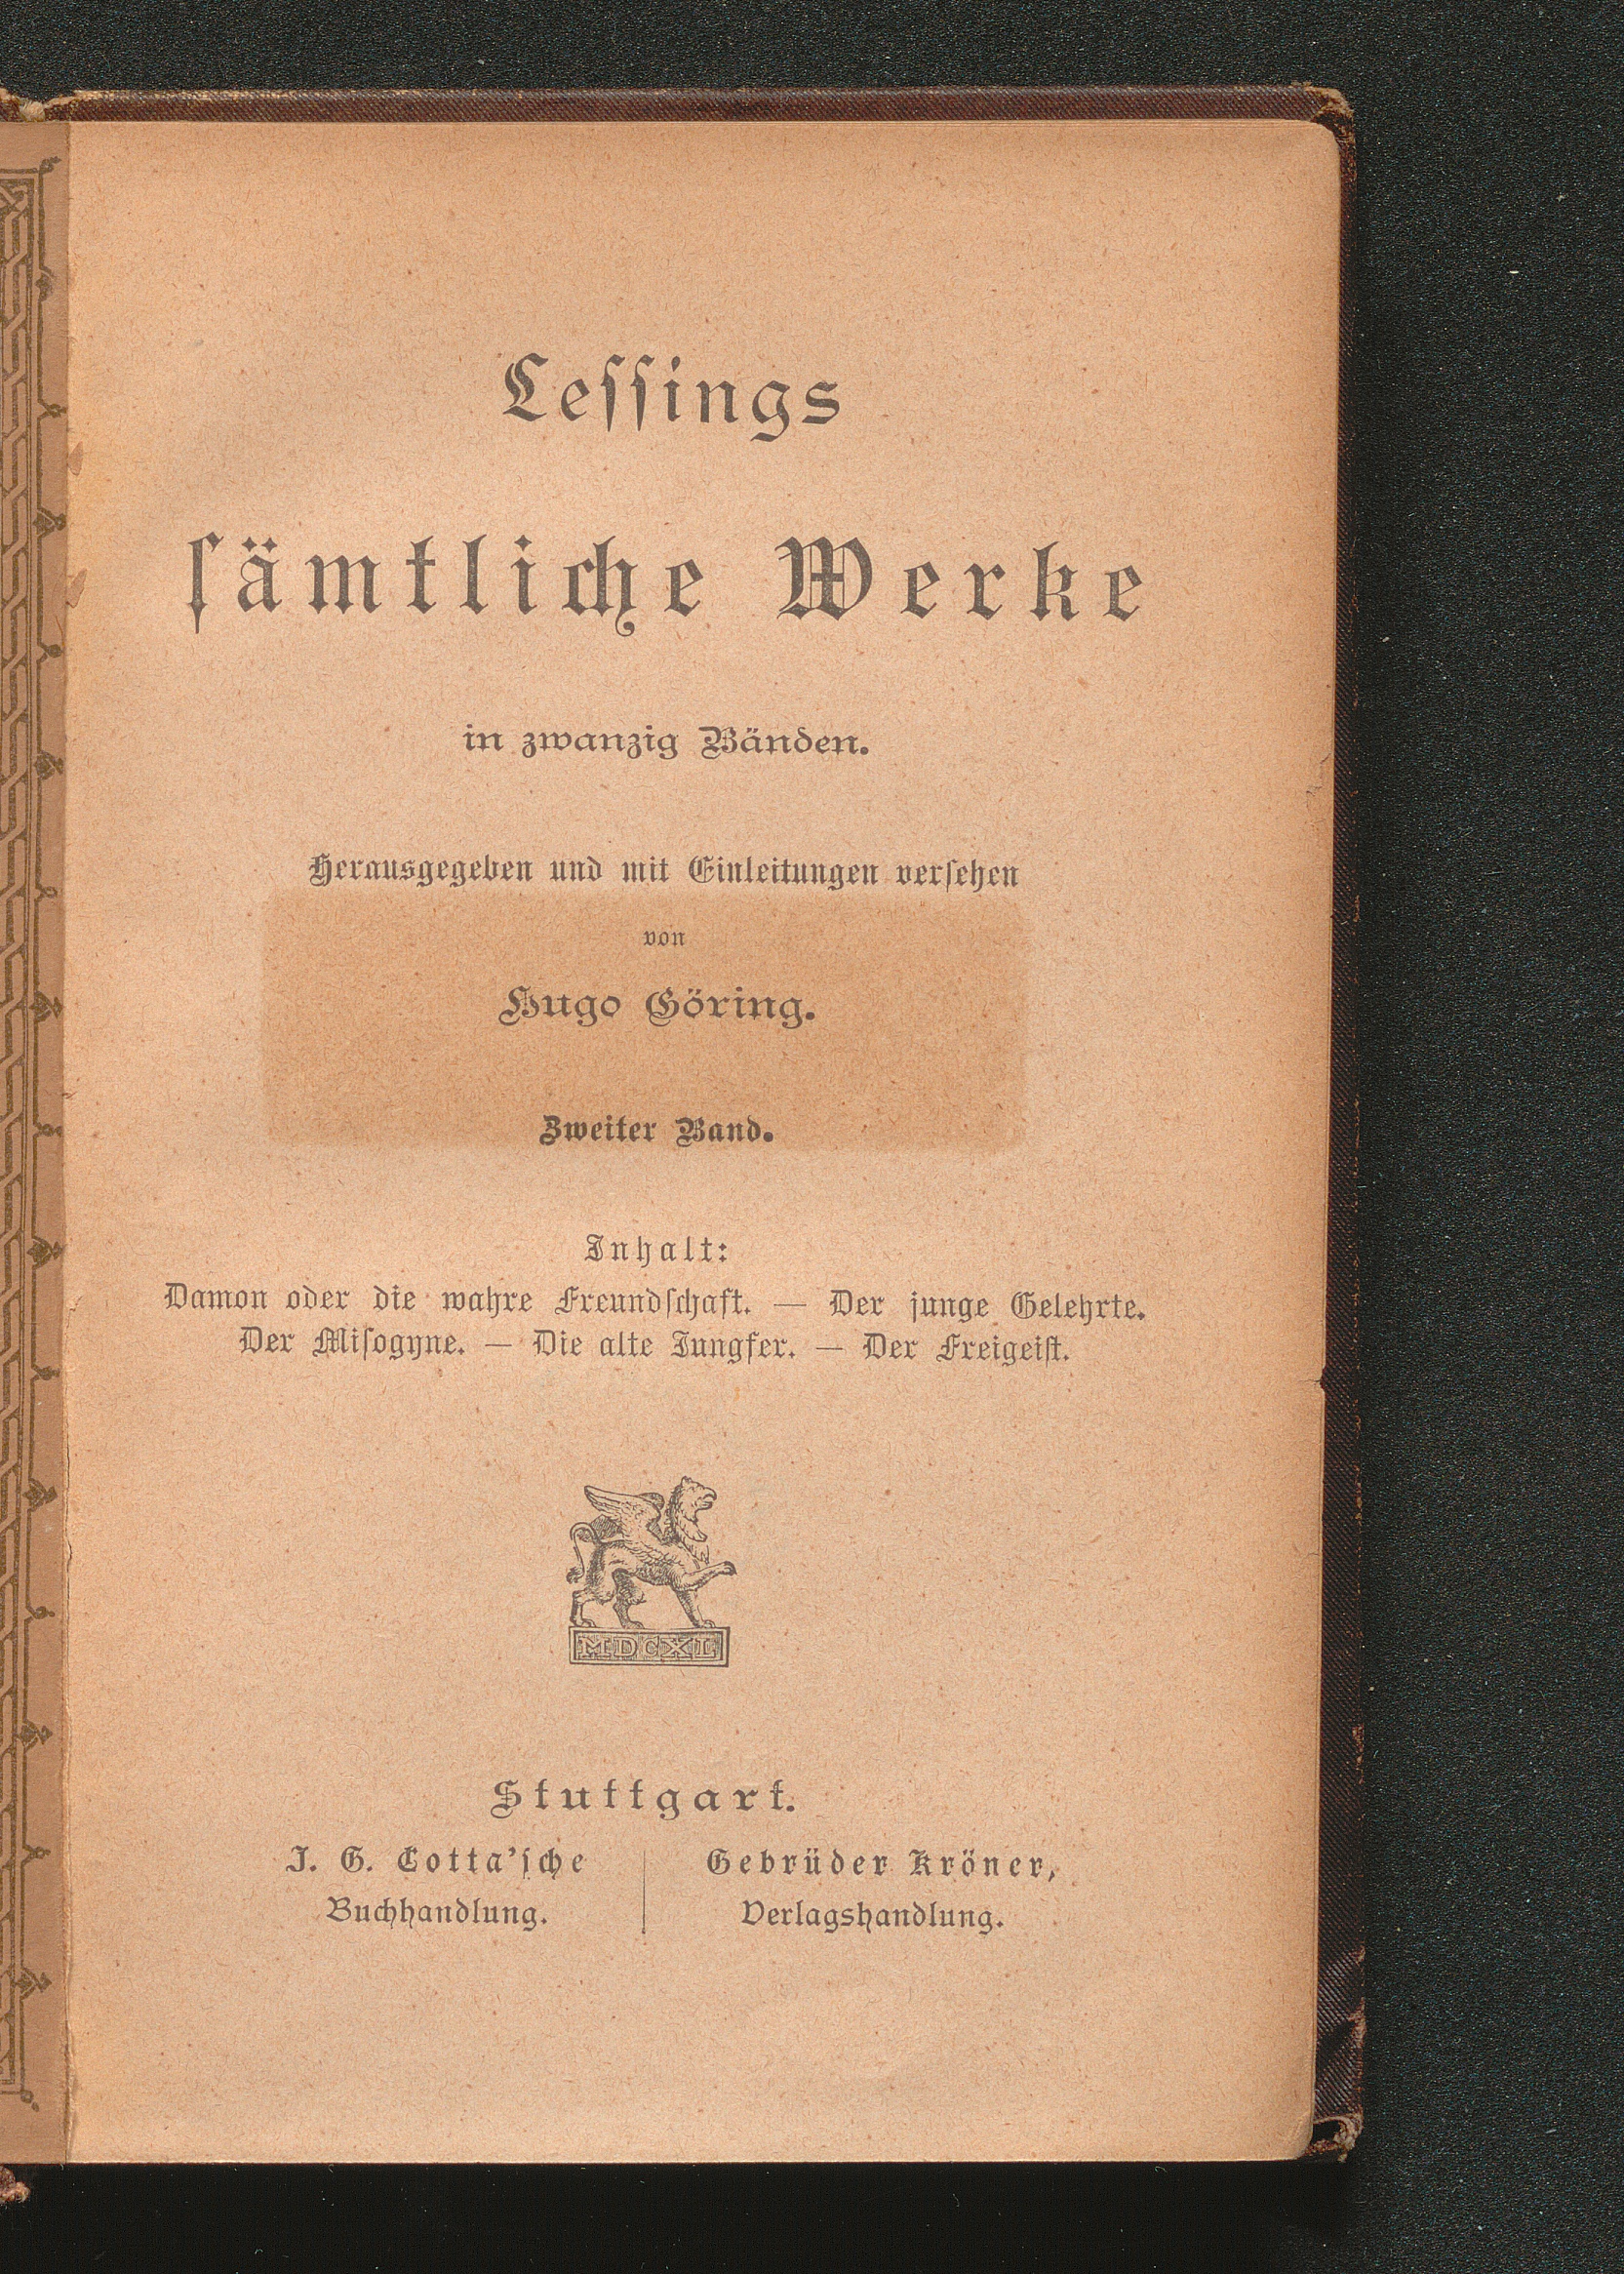 Leſſings
ſämtliche Werke
in zwanzig Bänden.
Herausgegeben und mit Einleitungen verſehen
von
Hugo Göring.
Zweiter Band.
Inhalt:
Damon oder die wahre Freundſchaft. — Der junge Gelehrte.
Der Miſogyne. — Die alte Jungfer. — Der Freigeiſt.
MDCXL
Stuttgart.
J. G. Cotta'ſche
Buchhandlung.
Gebrüder Kröner,
Verlagshandlung.